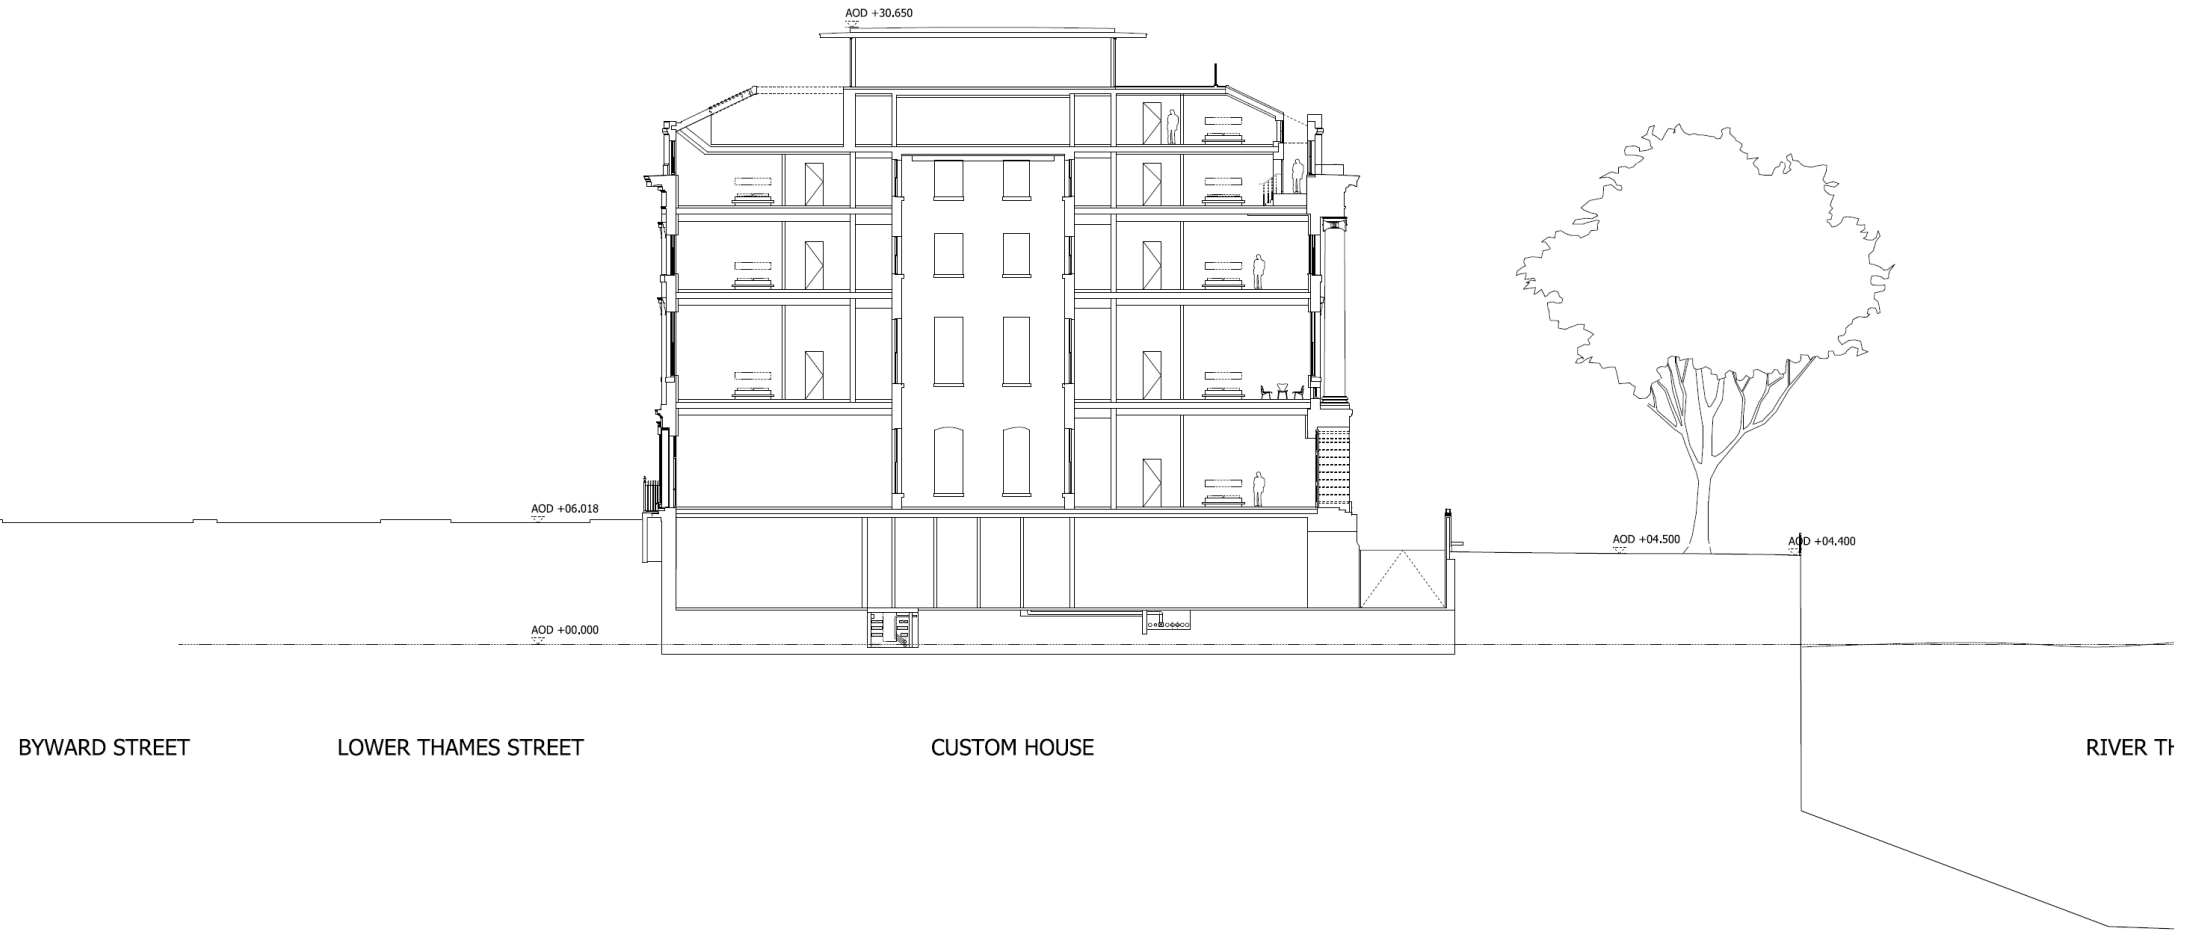 AOD +30.650
AOD +06.018
AOD +04.500
AOD +04.400
AOD +00.000
BYWARD STREET
LOWER THAMES STREET
CUSTOM HOUSE
RIVER